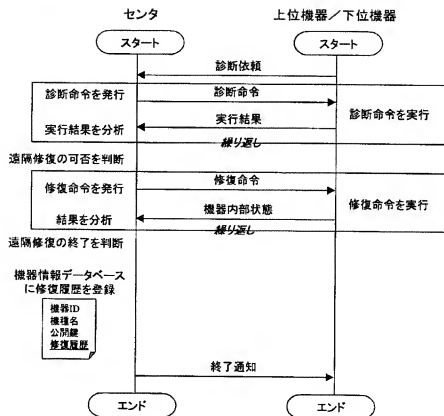 センタ
上位機器／下位機器
スタート
スタート
診断依頼
診断命令を発行
診断命令
診断命令を実行
実行結果
実行結果を分析
繰り返し
遠隔修復の可否を判断
修復命令を発行
修復命令
修復命令を実行
機器内部状態
結果を分析
繰り返し
遠隔修復の終了を判断
機器情報データベース
に修復履歴を登録
機器ID
機種名
公開鍵
修復履歴
終了通知
エンド
エンド